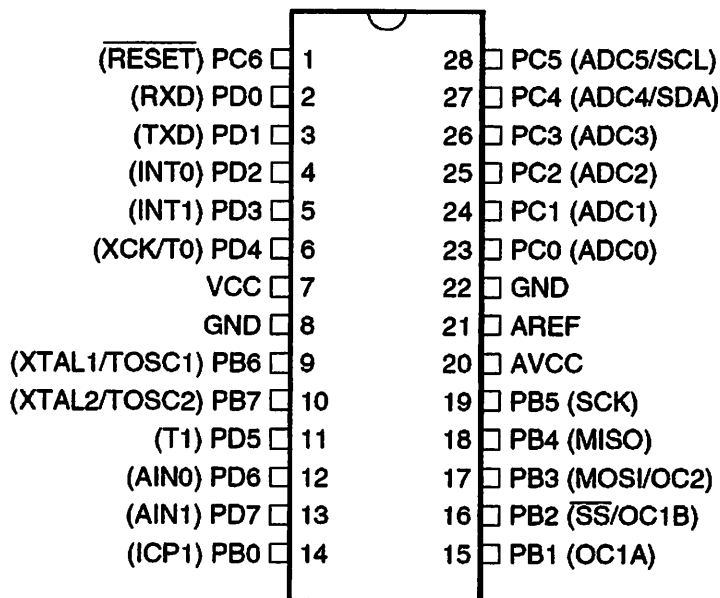 (RESET) PC6 1 28 PC5 (ADC5/SCL)
(RXD) PD0 2 27 PC4 (ADC4/SDA)
(TXD) PD1 3 26 PC3 (ADC3)
(INT0) PD2 4 25 PC2 (ADC2)
(INT1) PD3 5 24 PC1 (ADC1)
(XCK/T0) PD4 6 23 PC0 (ADC0)
VCC 7 22 GND
GND 8 21 AREF
(XTAL1/TOSC1) PB6 9 20 AVCC
(XTAL2/TOSC2) PB7 10 19 PB5 (SCK)
(T1) PD5 11 18 PB4 (MISO)
(AIN0) PD6 12 17 PB3 (MOSI/OC2)
(AIN1) PD7 13 16 PB2 (SS/OC1B)
(ICP1) PB0 14 15 PB1 (OC1A)